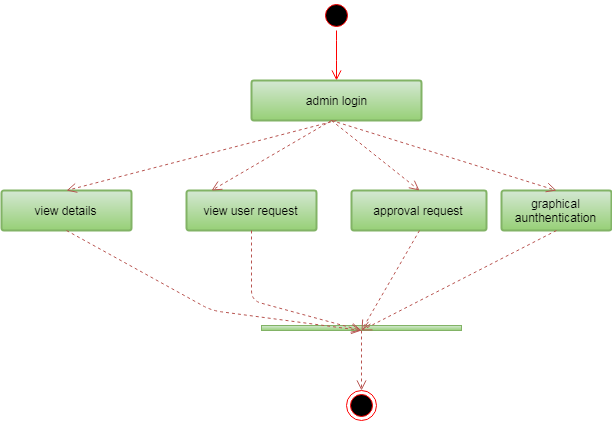 admin login
view details
view user request
approval request
graphical
aunthentication